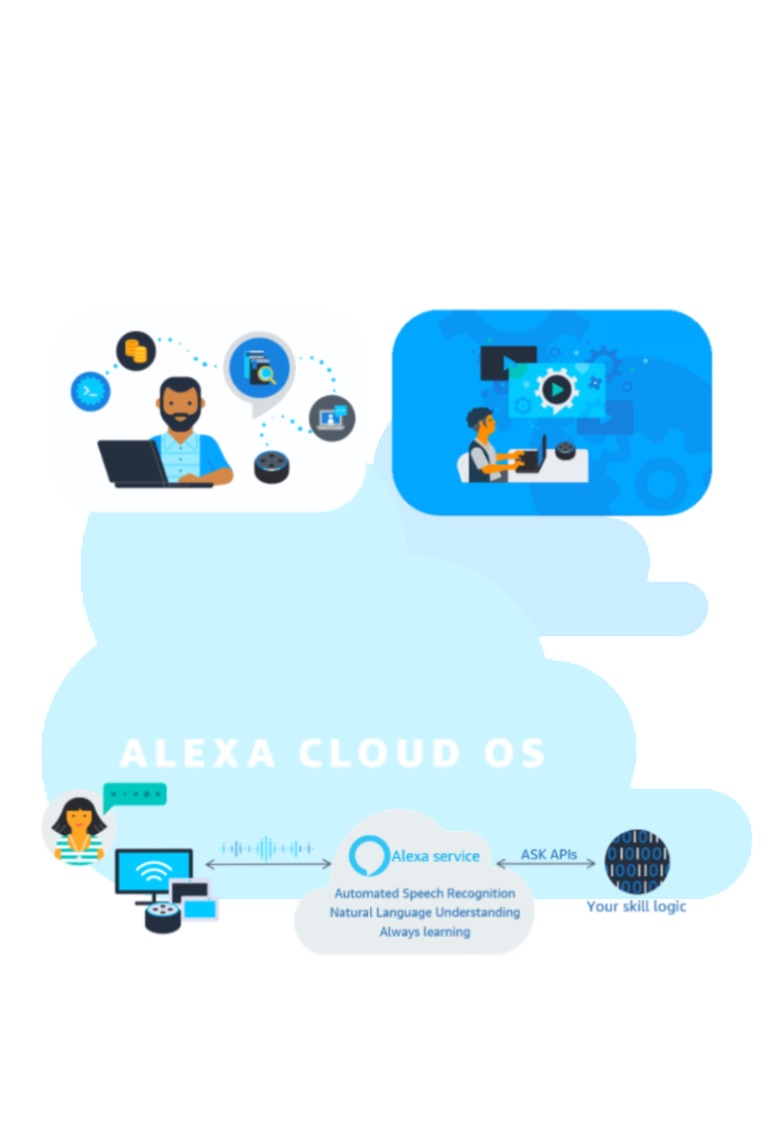 ALEXA CLOUD OS
Alexa service
ASK APIs
Automated Speech Recognition
Natural Language Understanding
Always learning
Your skill logic